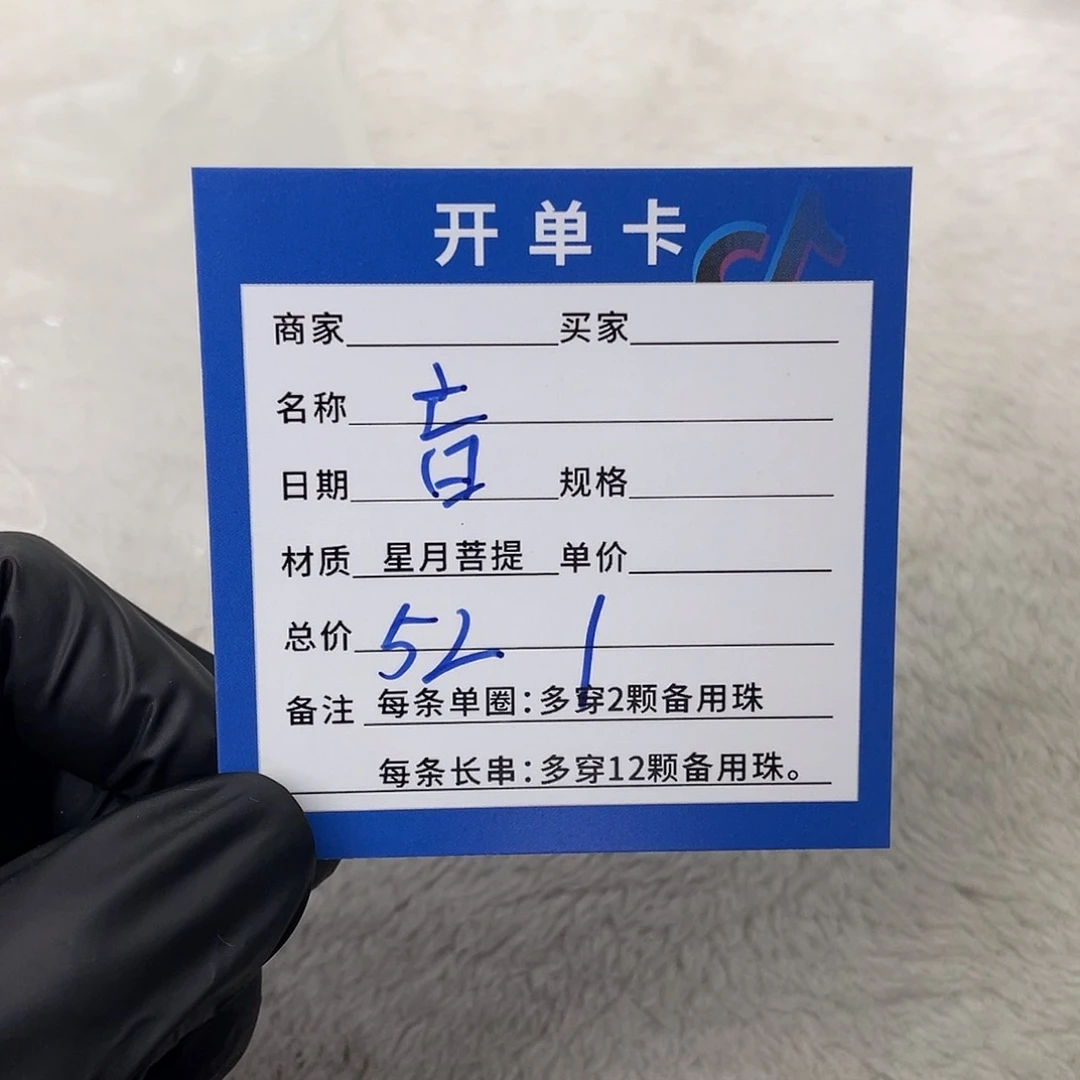 开单卡
商家 买家
名称
日期 规格
材质 星月菩提 单价
总价 52 1
备注 每条单圈：多穿2颗备用珠
每条长串：多穿12颗备用珠。